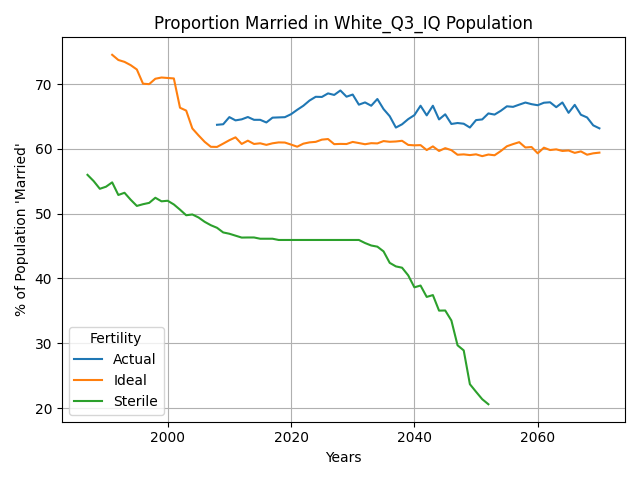 Proportion Married in White_Q3_IQ Population
% of Population 'Married'
70
60
50
40
30
20
Fertility
Actual
Ideal
Sterile
2000 2020 2040 2060
Years